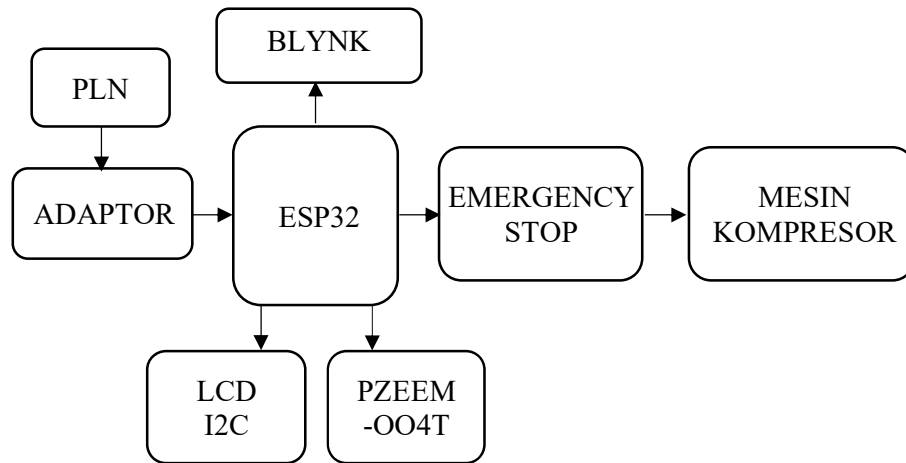 BLYNK
PLN
ADAPTOR
ESP32
EMERGENCY
STOP
MESIN
KOMPRESOR
LCD
I2C
PZEEM
-OO4T